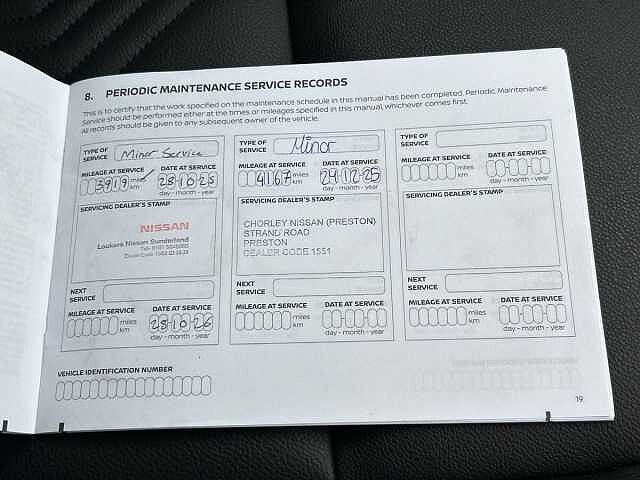 8. PERIODIC MAINTENANCE SERVICE RECORDS
This is to certify that the work specified on the maintenance schedule in this manual has been completed. Periodic Maintenance
Service should be performed either at the times or mileages specified in this manual, whichever comes first.
All records should be given to any subsequent owner of the vehicle.
TYPE OF SERVICE Minor Service
MILEAGE AT SERVICE DATE AT SERVICE
3919 miles km 28-10-25
day - month - year
SERVICING DEALER'S STAMP
NISSAN
Loukers Nissan Sunderland
NEXT SERVICE
MILEAGE AT SERVICE DATE AT SERVICE
miles km 28-10-26
day - month - year
TYPE OF SERVICE Minor
MILEAGE AT SERVICE DATE AT SERVICE
4167 miles km 24-12-25
day - month - year
SERVICING DEALER'S STAMP
CHORLEY NISSAN (PRESTON)
STRAND ROAD
PRESTON
DEALER CODE 1551
NEXT SERVICE
MILEAGE AT SERVICE DATE AT SERVICE
miles km
day - month - year
TYPE OF SERVICE
MILEAGE AT SERVICE DATE AT SERVICE
miles km
day - month - year
SERVICING DEALER'S STAMP
NEXT SERVICE
MILEAGE AT SERVICE DATE AT SERVICE
miles km
day - month - year
VEHICLE IDENTIFICATION NUMBER
19